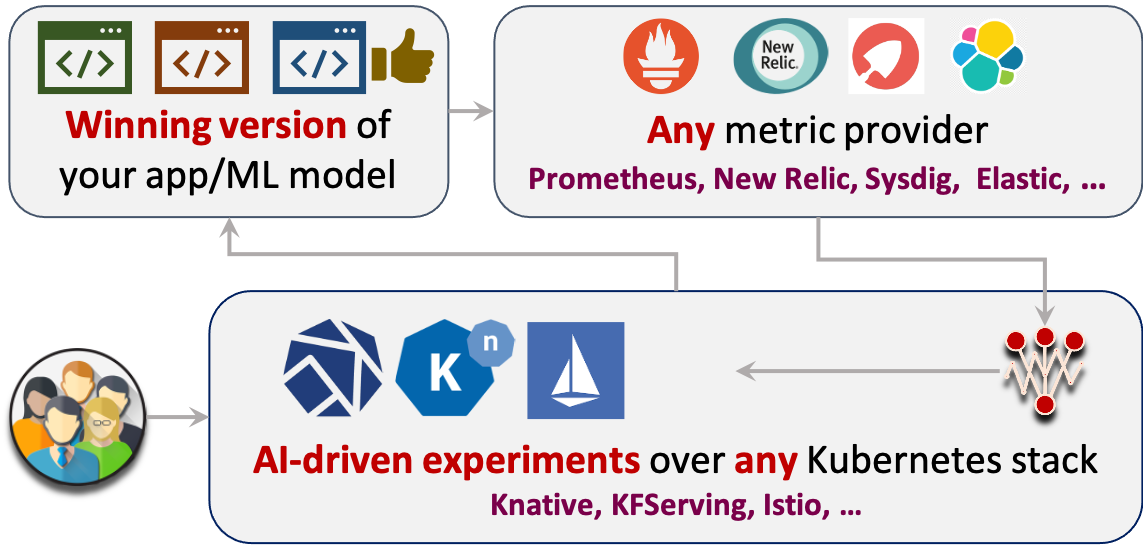 </>
</>
</>
Winning version of
your app/ML model
New
Relic.
Any metric provider
Prometheus, New Relic, Sysdig, Elastic, ...
K
n
AI-driven experiments over any Kubernetes stack
Knative, KFServing, Istio, ...